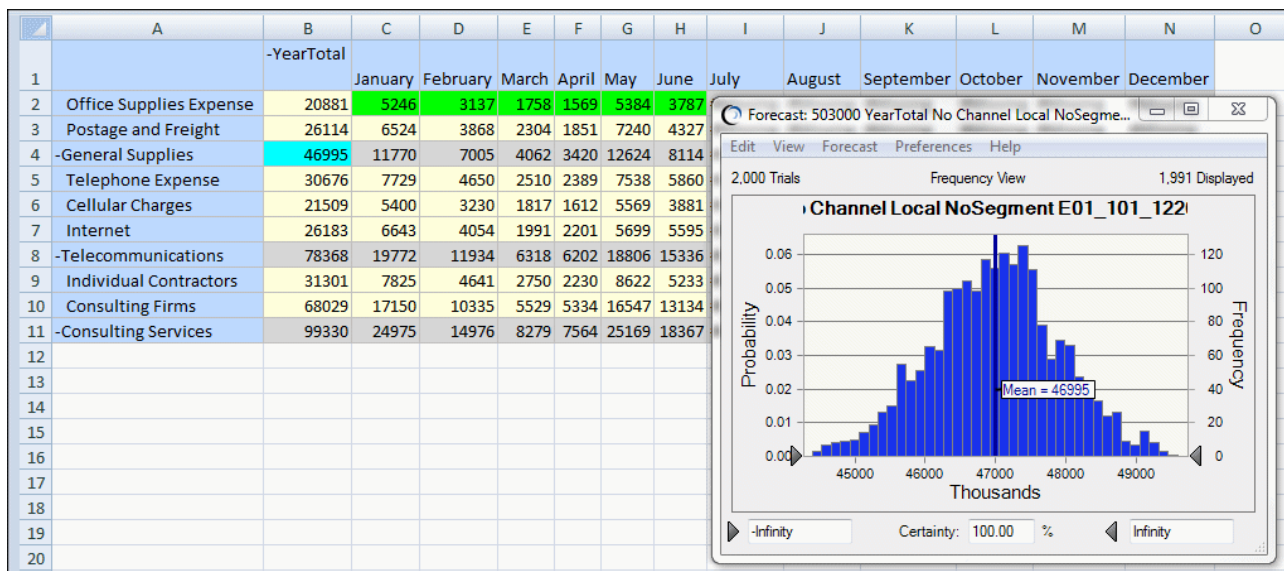 A B C D E F G H I J K L M N O
1 -YearTotal January February March April May June July August September October November December
2 Office Supplies Expense 20881 5246 3137 1758 1569 5384 3787
3 Postage and Freight 26114 6524 3868 2304 1851 7240 4327
4 -General Supplies 46995 11770 7005 4062 3420 12624 8114
5 Telephone Expense 30676 7729 4650 2510 2389 7538 5860
6 Cellular Charges 21509 5400 3230 1817 1612 5569 3881
7 Internet 26183 6643 4054 1991 2201 5699 5595
8 -Telecommunications 78368 19772 11934 6318 6202 18806 15336
9 Individual Contractors 31301 7825 4641 2750 2230 8622 5233
10 Consulting Firms 68029 17150 10335 5529 5334 16547 13134
11 -Consulting Services 99330 24975 14976 8279 7564 25169 18367
12
13
14
15
16
17
18
19
20
Forecast: 503000 YearTotal No Channel Local NoSegme...
Edit View Forecast Preferences Help
2,000 Trials Frequency View 1,991 Displayed
Channel Local NoSegment E01_101_122
Probability
0.06
0.05
0.04
0.03
0.02
0.01
0.00
Mean = 46995
120
100
80
60
40
20
0
Frequency
45000 46000 47000 48000 49000
Thousands
-Infinity Certainty: 100.00 % Infinity